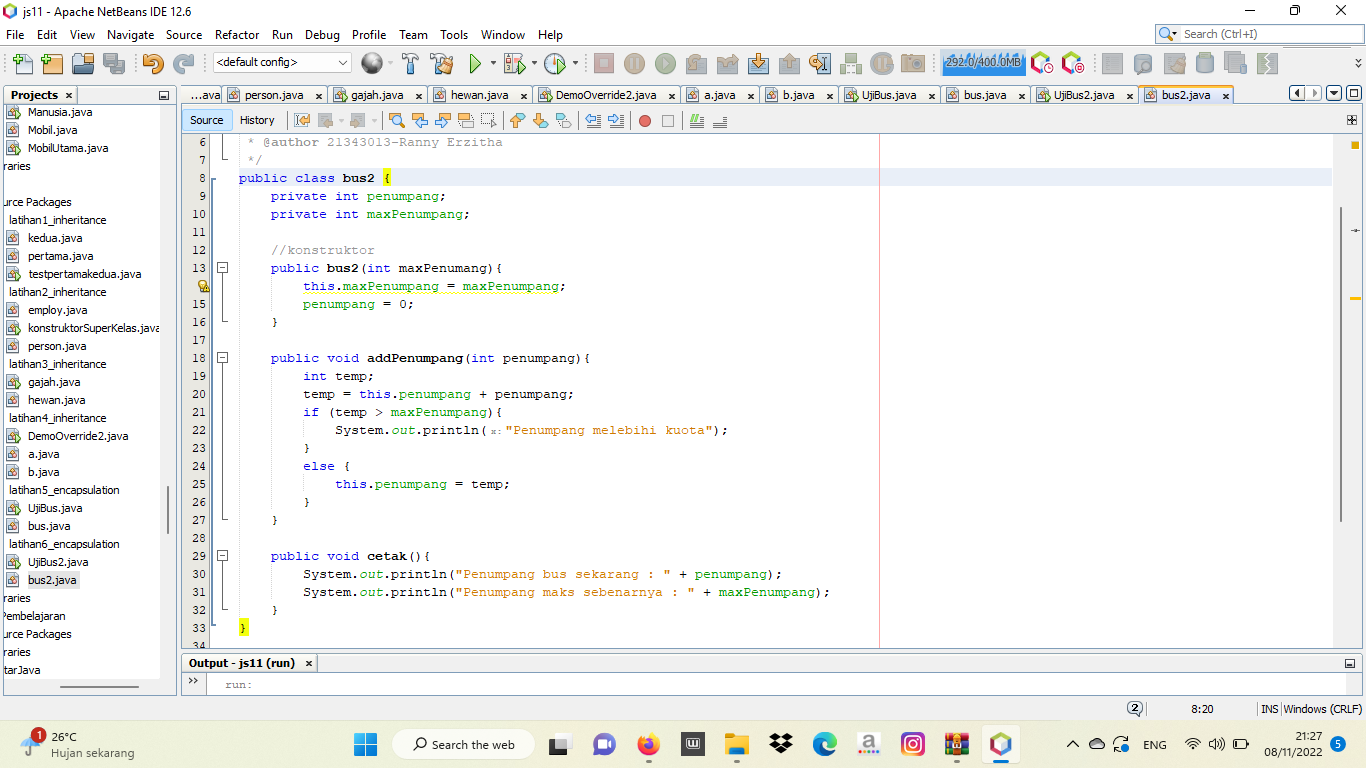 js11 - Apache NetBeans IDE 12.6
File Edit View Navigate Source Refactor Run Debug Profile Team Tools Window Help
Search (Ctrl+I)
<default config>
292.0/400.0MB
Projects
...ava person.java gajah.java hewan.java DemoOverride2.java a.java b.java UjiBus.java bus.java UjiBus2.java bus2.java
Source History
Manusia.java
Mobil.java
MobilUtama.java
raries
urce Packages
latihan1_inheritance
kedua.java
pertama.java
testpertamakedua.java
latihan2_inheritance
employ.java
konstruktorSuperKelas.java
person.java
latihan3_inheritance
gajah.java
hewan.java
latihan4_inheritance
DemoOverride2.java
a.java
b.java
latihan5_encapsulation
UjiBus.java
bus.java
latihan6_encapsulation
UjiBus2.java
bus2.java
raries
Pembelajaran
urce Packages
raries
tarJava
6 * @author 21343013-Ranny Erzitha
7 */
8 public class bus2 {
9 private int penumpang;
10 private int maxPenumpang;
11
12 //konstruktor
13 public bus2(int maxPenumang){
this.maxPenumpang = maxPenumpang;
15 penumpang = 0;
16 }
17
18 public void addPenumpang(int penumpang){
19 int temp;
20 temp = this.penumpang + penumpang;
21 if (temp > maxPenumpang){
22 System.out.println(x:"Penumpang melebihi kuota");
23 }
24 else {
25 this.penumpang = temp;
26 }
27 }
28
29 public void cetak(){
30 System.out.println("Penumpang bus sekarang : " + penumpang);
31 System.out.println("Penumpang maks sebenarnya : " + maxPenumpang);
32 }
33 }
34
Output - js11 (run)
run:
2 8:20 INS Windows (CRLF)
1
26°C
Hujan sekarang
Search the web
ENG
21:27
08/11/2022
5